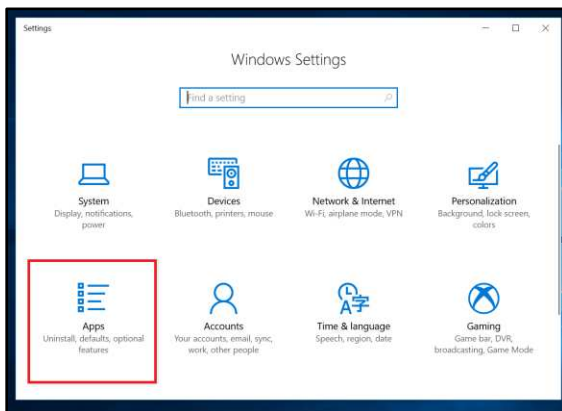 Settings
Windows Settings
Find a setting
System
Display, notifications,
power
Devices
Bluetooth, printers, mouse
Network & Internet
Wi-Fi, airplane mode, VPN
Personalization
Background, lock screen,
colors
Apps
Uninstall, defaults, optional
features
Accounts
Your accounts, email, sync,
work, other people
Time & language
Speech, region, date
Gaming
Game bar, DVR,
broadcasting, Game Mode